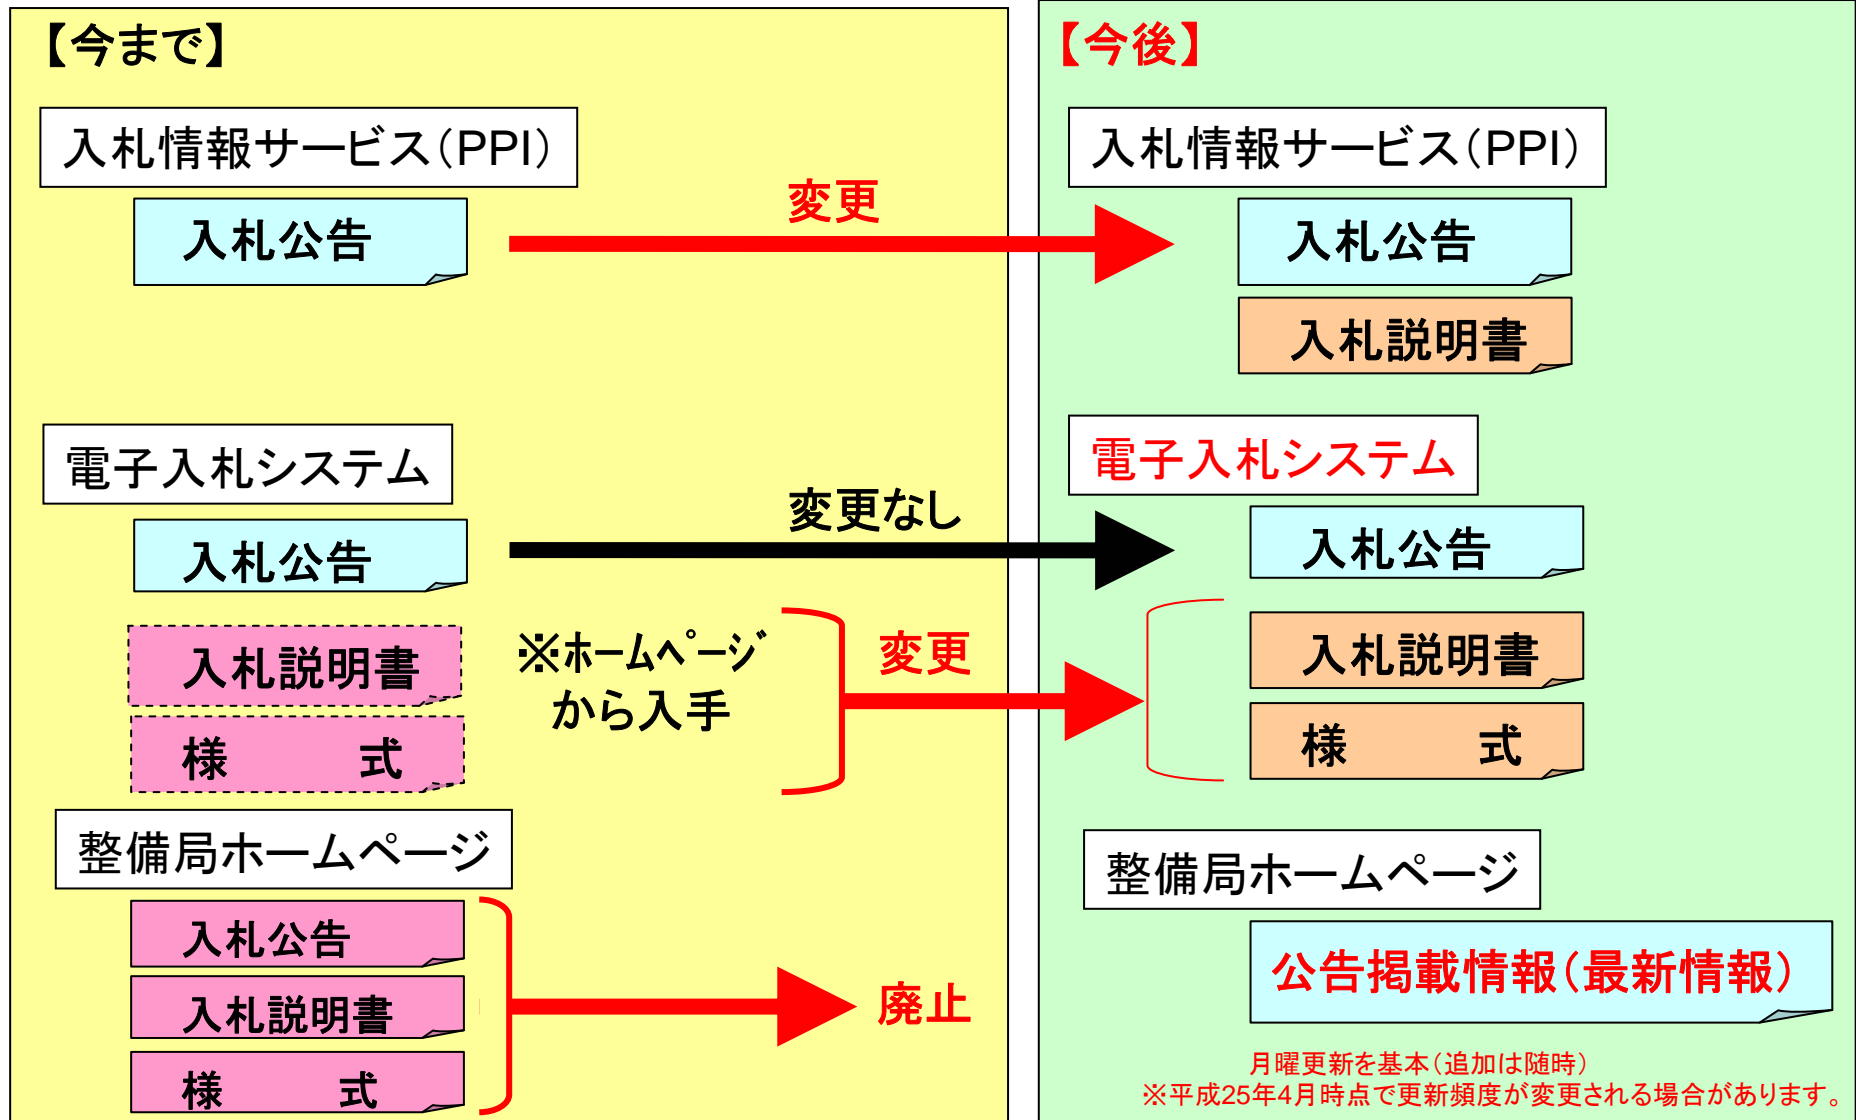 【今まで】
入札情報サービス（PPI）
入札公告
変更
電子入札システム
入札公告
変更なし
入札説明書
様　式
※ホームページ
から入手
変更
整備局ホームページ
入札公告
入札説明書
様　式
廃止
【今後】
入札情報サービス（PPI）
入札公告
入札説明書
電子入札システム
入札公告
入札説明書
様　式
整備局ホームページ
公告掲載情報（最新情報）
月曜更新を基本（追加は随時）
※平成25年4月時点で更新頻度が変更される場合があります。